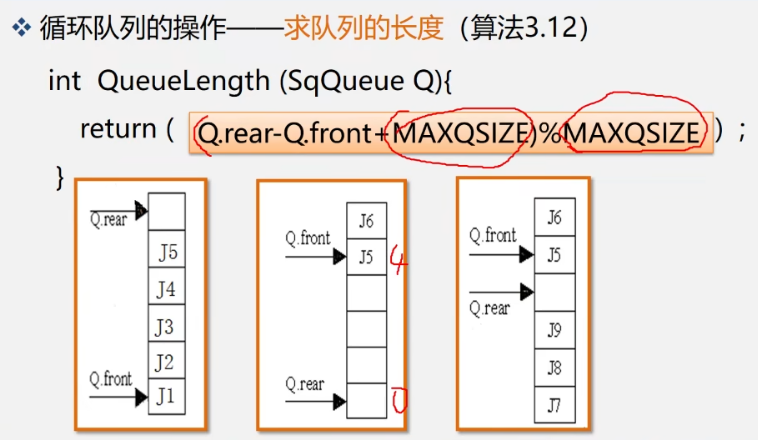 循环队列的操作——求队列的长度（算法3.12）
int QueueLength (SqQueue Q){
return ( (Q.rear-Q.front+MAXQSIZE)%MAXQSIZE ) ;
}
Q.rear
J5
J4
J3
J2
Q.front
J1
J6
Q.front
J5
4
Q.rear
0
J6
Q.front
J5
Q.rear
J9
J8
J7